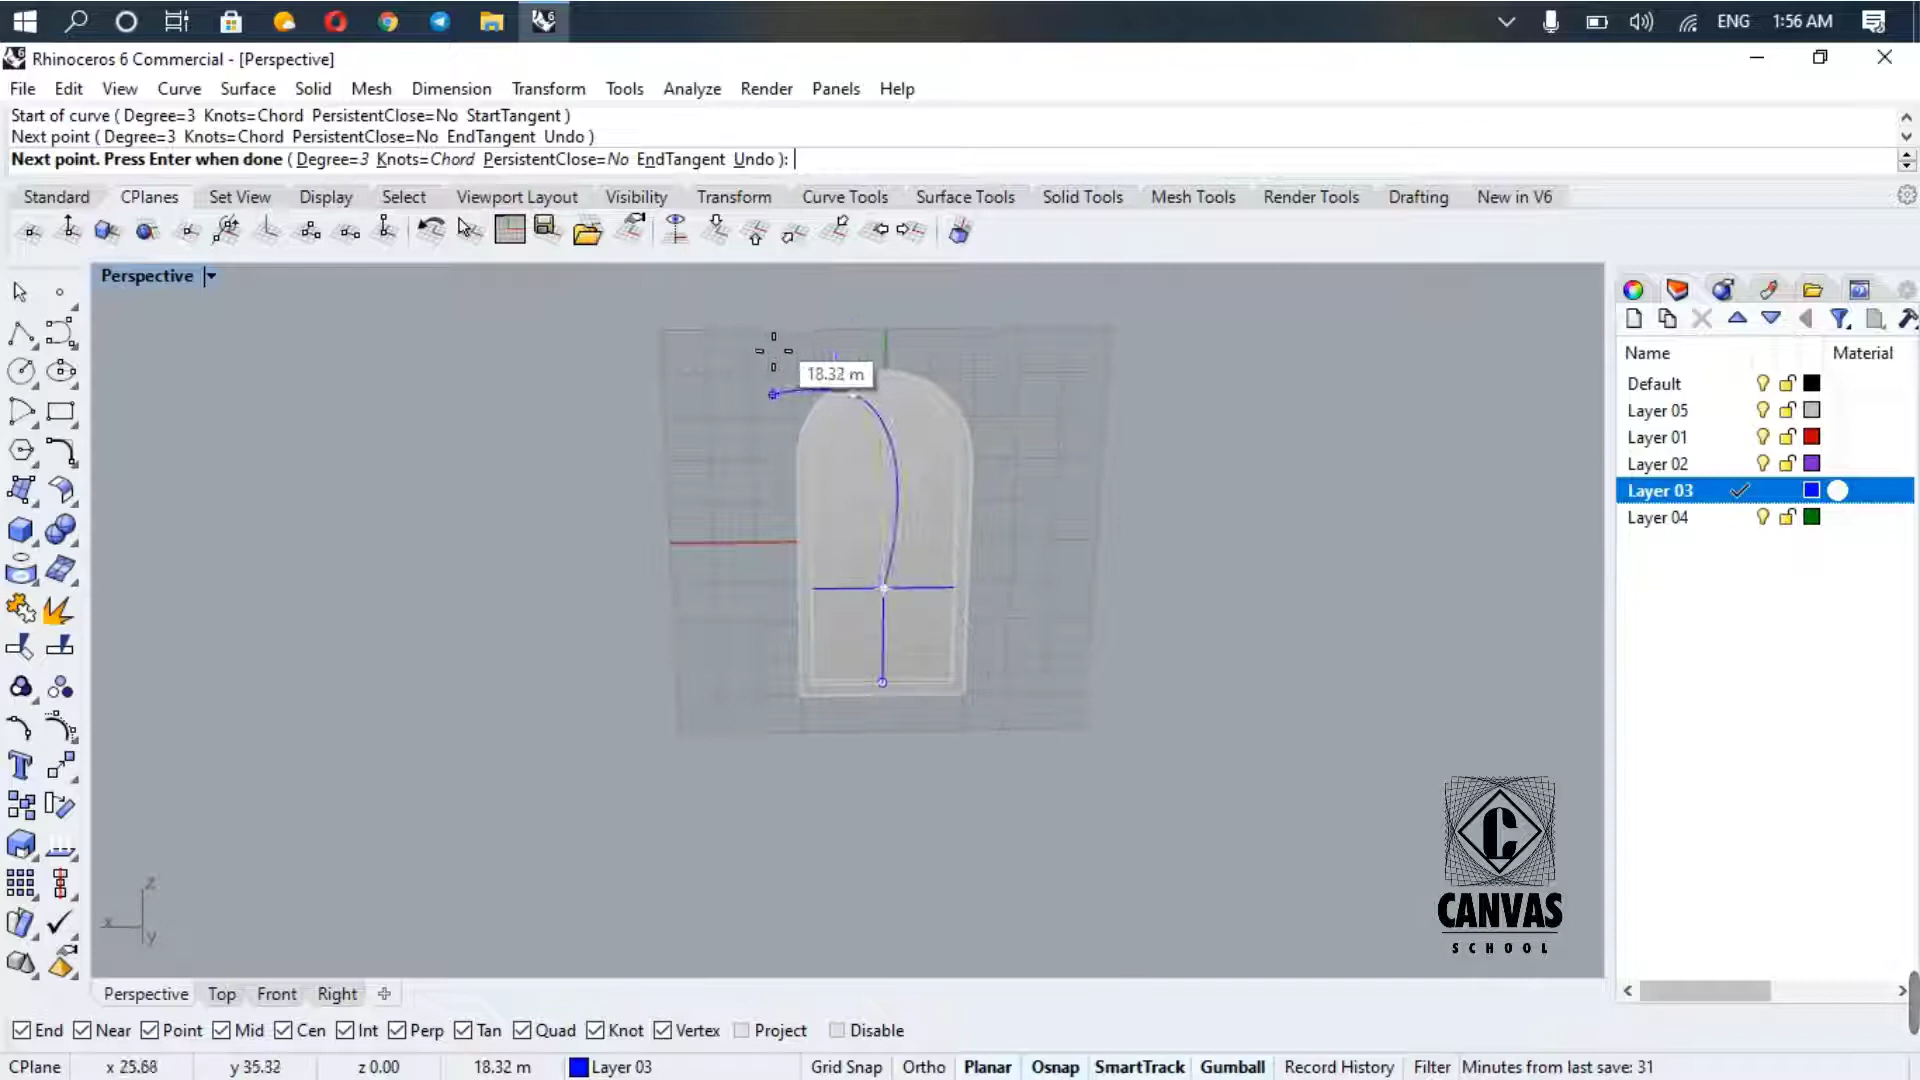 ENG 1:56 AM
Rhinoceros 6 Commercial - [Perspective]
File Edit View Curve Surface Solid Mesh Dimension Transform Tools Analyze Render Panels Help
Start of curve ( Degree=3 Knots=Chord PersistentClose=No StartTangent )
Next point ( Degree=3 Knots=Chord PersistentClose=No EndTangent Undo )
Next point. Press Enter when done ( Degree=3 Knots=Chord PersistentClose=No EndTangent Undo ):
Standard CPlanes Set View Display Select Viewport Layout Visibility Transform Curve Tools Surface Tools Solid Tools Mesh Tools Render Tools Drafting New in V6
Perspective
18.32 m
Name Material
Default
Layer 05
Layer 01
Layer 02
Layer 03
Layer 04
z
x
y
C
CANVAS
SCHOOL
Perspective Top Front Right
End Near Point Mid Cen Int Perp Tan Quad Knot Vertex Project Disable
CPlane x 25.68 y 35.32 z 0.00 18.32 m Layer 03 Grid Snap Ortho Planar Osnap SmartTrack Gumball Record History Filter Minutes from last save: 31